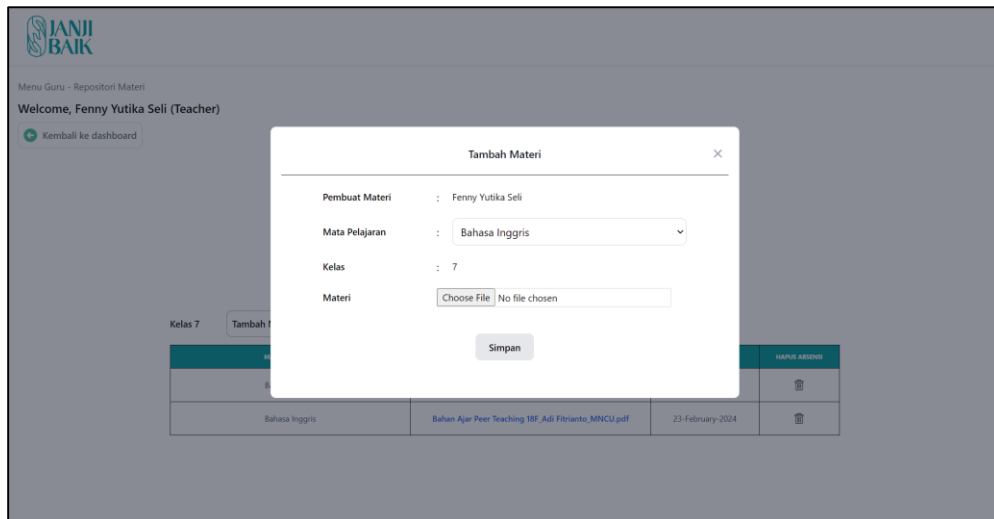 JANJI
BAIK
Menu Guru - Repositori Materi
Welcome, Fenny Yutika Seli (Teacher)
Kembali ke dashboard
Tambah Materi
Pembuat Materi : Fenny Yutika Seli
Mata Pelajaran : Bahasa Inggris
Kelas : 7
Materi Choose File No file chosen
Simpan
Kelas 7 Tambah
HAPUS ABSENSI
Bahasa Inggris Bahan Ajar Peer Teaching 18F_Adi Fitrianto_MNCU.pdf 23-February-2024